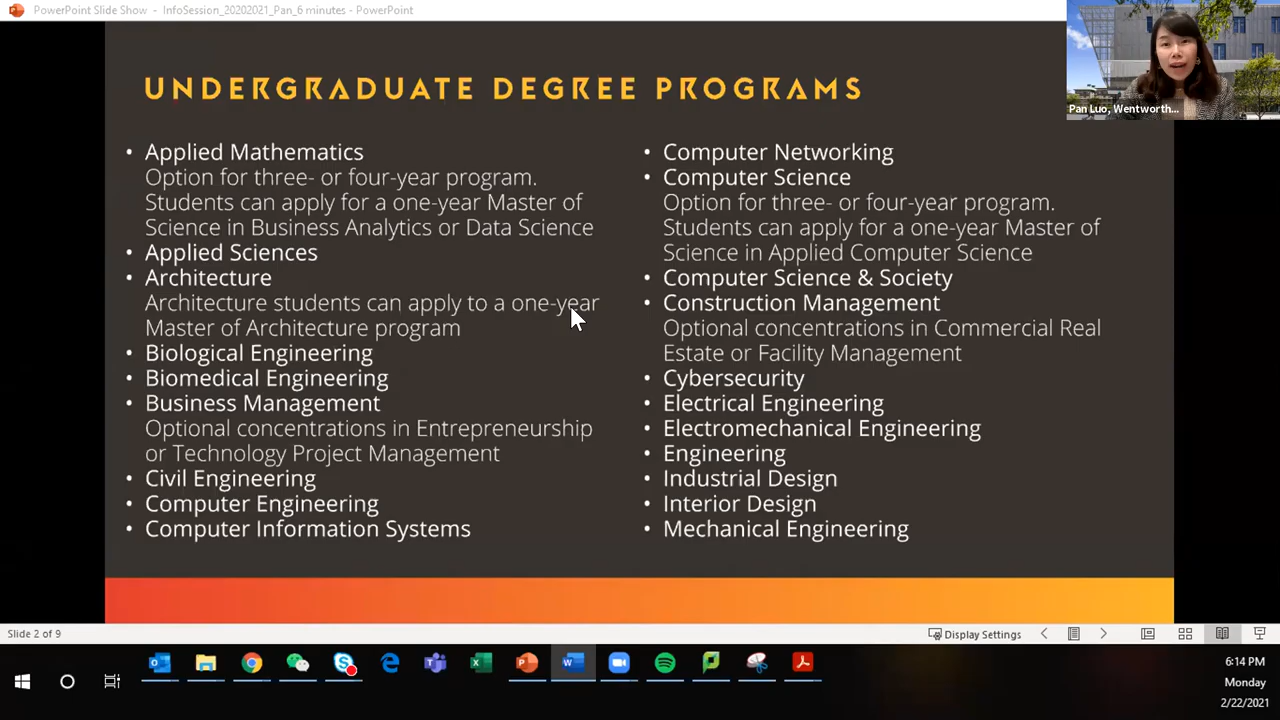 PowerPoint Slide Show - InfoSession_20202021_Pan_6 minutes - PowerPoint
Pan Luo, Wentworth...
UNDERGRADUATE DEGREE PROGRAMS
• Applied Mathematics
Option for three- or four-year program.
Students can apply for a one-year Master of
Science in Business Analytics or Data Science
• Applied Sciences
• Architecture
Architecture students can apply to a one-year
Master of Architecture program
• Biological Engineering
• Biomedical Engineering
• Business Management
Optional concentrations in Entrepreneurship
or Technology Project Management
• Civil Engineering
• Computer Engineering
• Computer Information Systems
• Computer Networking
• Computer Science
Option for three- or four-year program.
Students can apply for a one-year Master of
Science in Applied Computer Science
• Computer Science & Society
• Construction Management
Optional concentrations in Commercial Real
Estate or Facility Management
• Cybersecurity
• Electrical Engineering
• Electromechanical Engineering
• Engineering
• Industrial Design
• Interior Design
• Mechanical Engineering
Slide 2 of 9
Display Settings
6:14 PM
Monday
2/22/2021